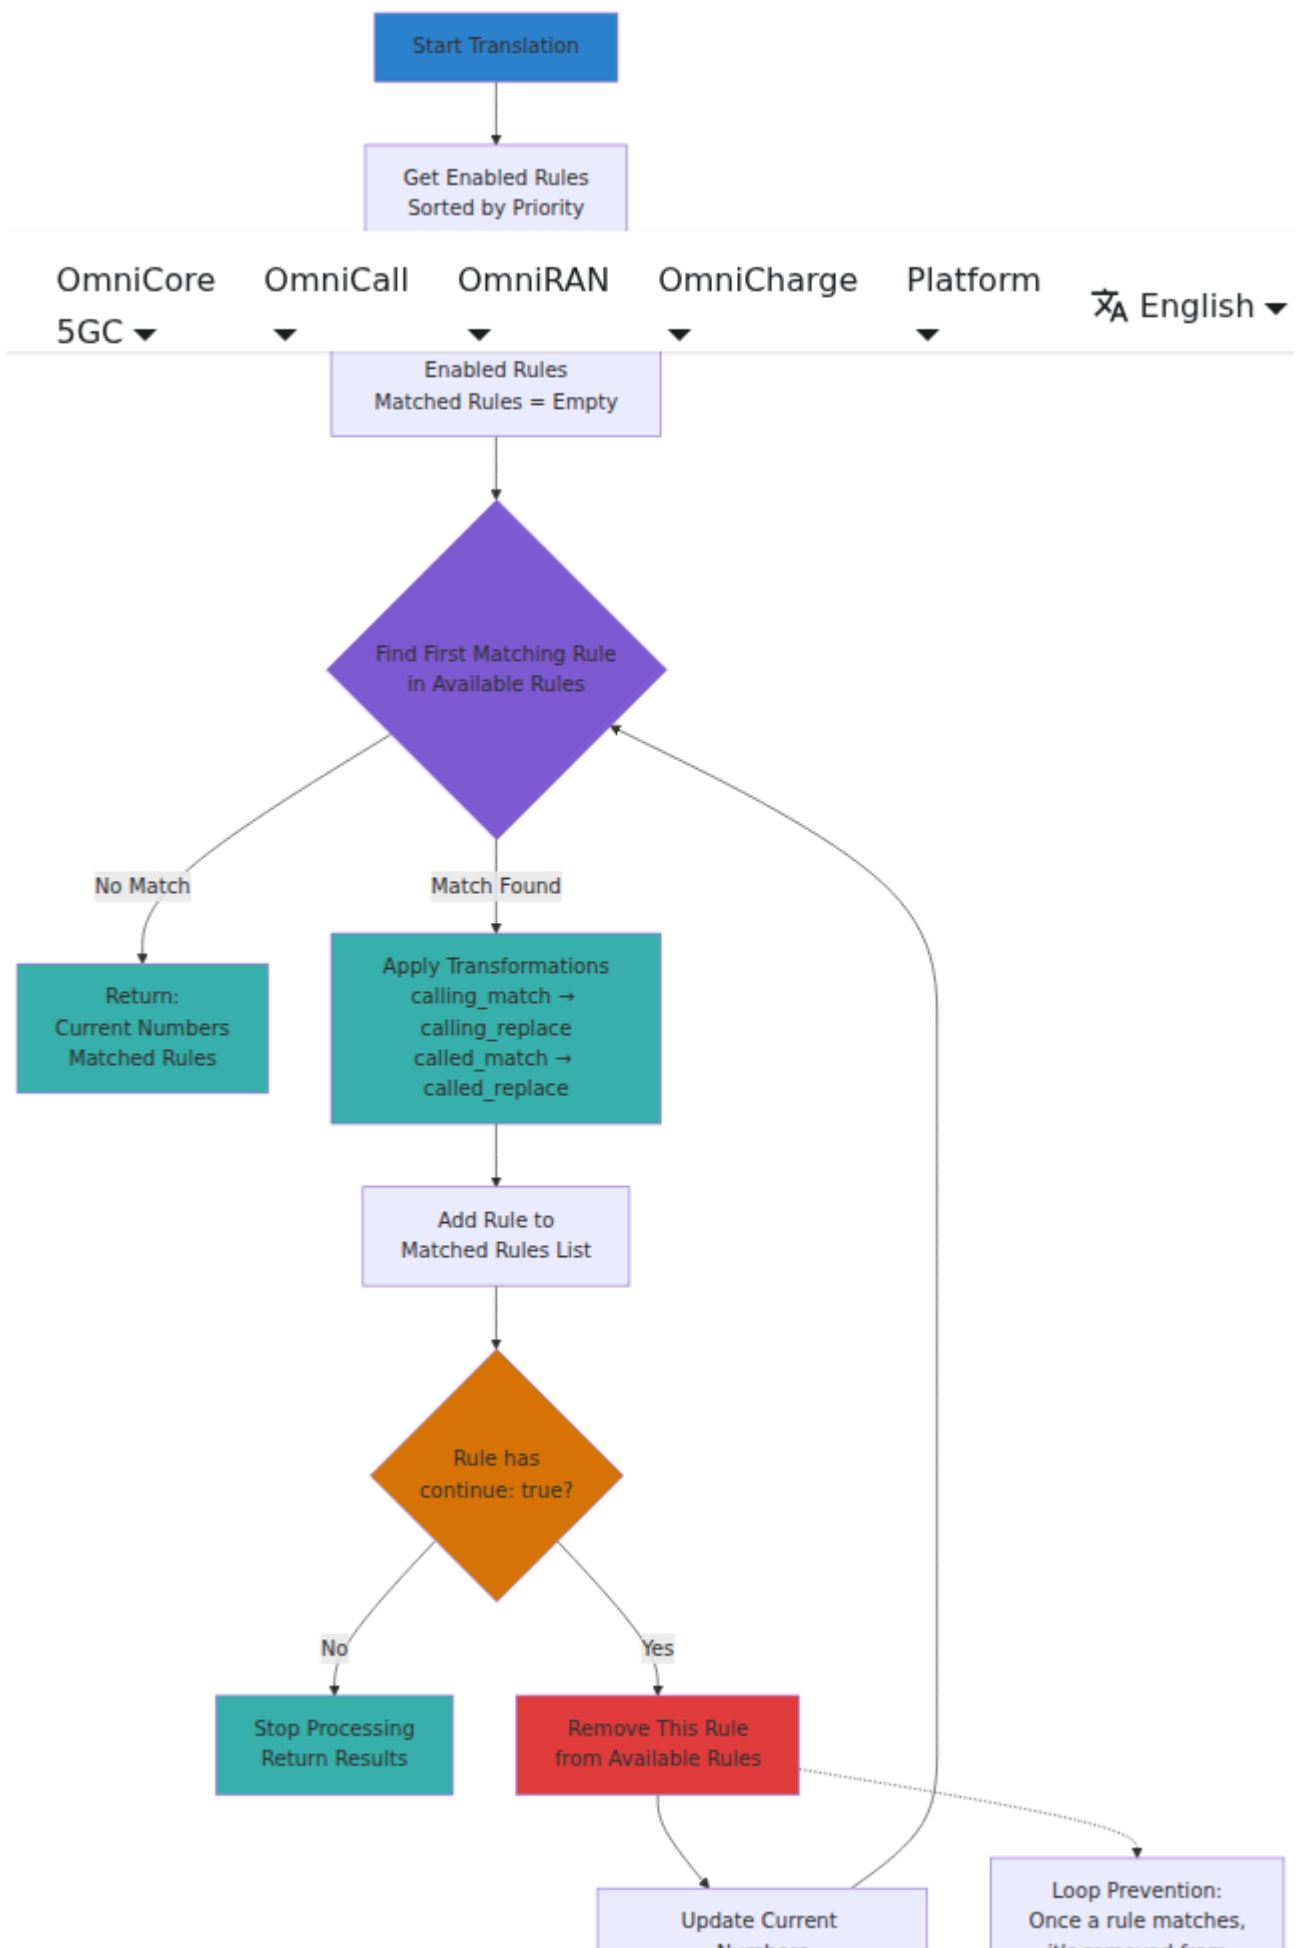 Start Translation
Get Enabled Rules
Sorted by Priority
OmniCore
5GC
OmniCall
OmniRAN
OmniCharge
Platform
English
Enabled Rules
Matched Rules = Empty
Find First Matching Rule
in Available Rules
No Match
Match Found
Return:
Current Numbers
Matched Rules
Apply Transformations
calling_match →
calling_replace
called_match →
called_replace
Add Rule to
Matched Rules List
Rule has
continue: true?
No
Yes
Stop Processing
Return Results
Remove This Rule
from Available Rules
Update Current
Loop Prevention:
Once a rule matches,
it's removed from